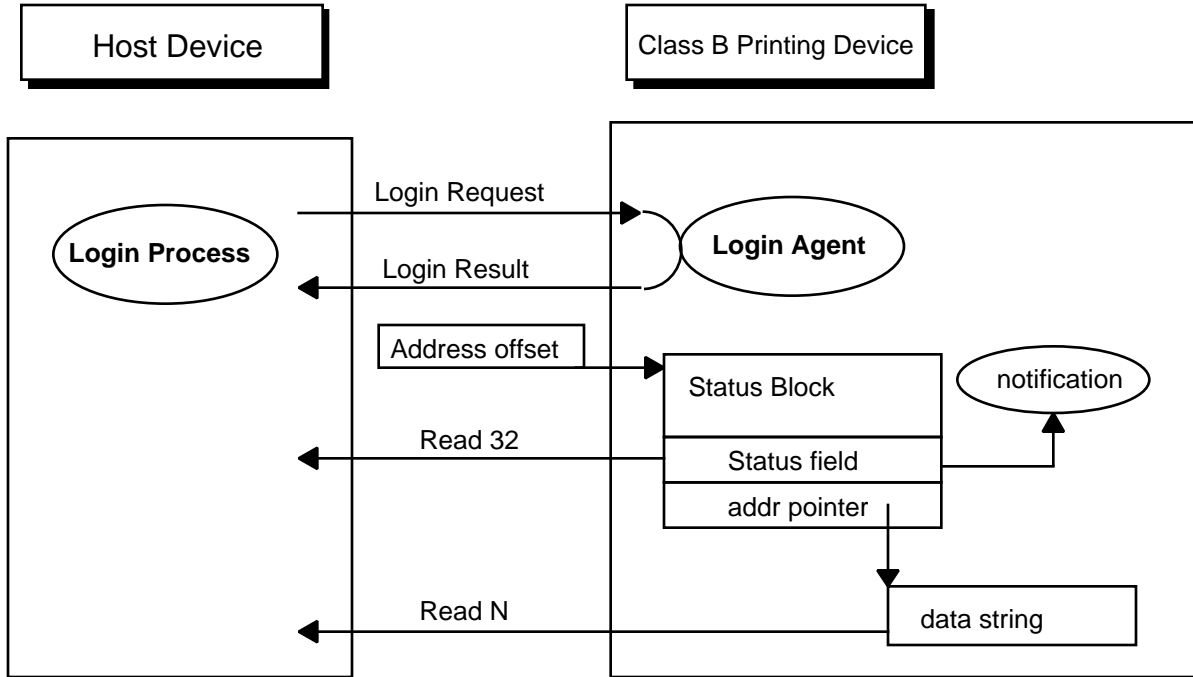 Host Device
Class B Printing Device
Login Request
Login Process
Login Agent
Login Result
Address offset
Status Block
notification
Read 32
Status field
addr pointer
Read N
data string